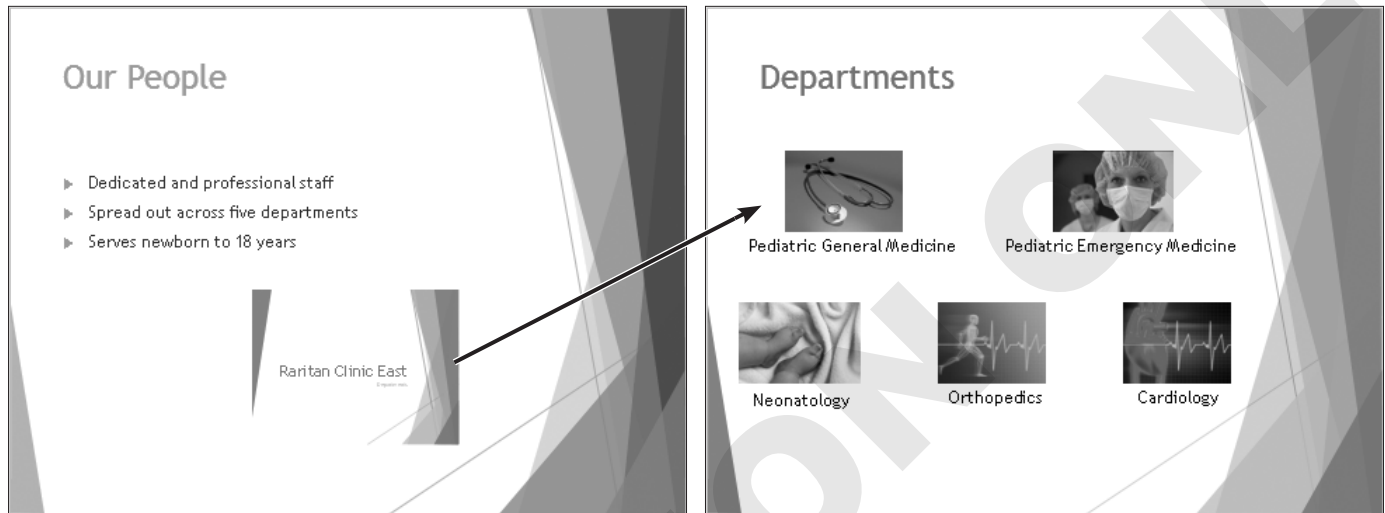 Our People
Dedicated and professional staff
Spread out across five departments
Serves newborn to 18 years
Raritan Clinic East
Departments
Pediatric General Medicine
Pediatric Emergency Medicine
Neonatology
Orthopedics
Cardiology